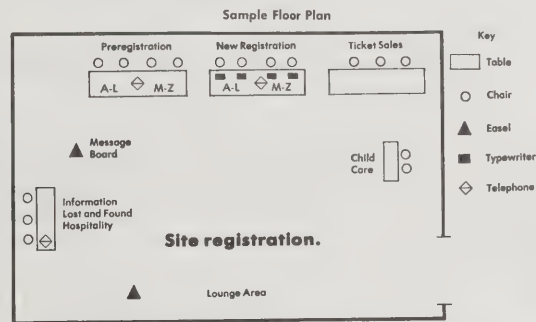 Sample Floor Plan
Preregistration
New Registration
Ticket Sales
A-L
M-Z
A-L
M-Z
Message
Board
Child
Care
Information
Lost and Found
Hospitality
Site registration.
Lounge Area
Key
Table
Chair
Easel
Typewriter
Telephone